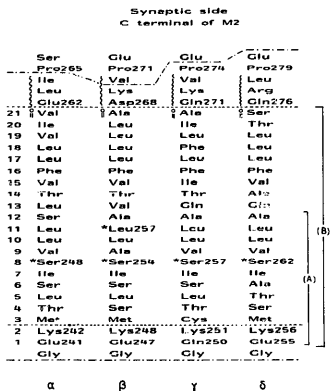 Synaptic side
C terminal of M2
Ser Glu Glu Glu
Pro265 Pro271 Pro274 Pro279
Ile Val Val Leu
Leu Lys Lys Arg
Glu262 Asp268 Gln271 Gln276
21 Val Ala Ala Ser
20 Ile Leu Ile Thr
19 Val Leu Leu Leu
18 Leu Leu Phe Leu
17 Leu Leu Leu Leu
16 Phe Phe Phe Phe
15 Val Val Ile Val
14 Thr Thr Thr Ala
13 Leu Val Gln
12 Ser Ala Ala Ala
11 Leu *Leu257 Leu Leu
10 Leu Leu Leu Leu
9 Val Ala Val Val
8 *Ser248 *Ser254 *Ser257 *Ser262
7 Ile Ile Ile Ile
6 Ser Ser Ser Ala
5 Leu Leu Leu Thr
4 Thr Ser Thr Ser
3 Met* Met Cys Met
2 Lys242 Lys248 Lys251 Lys256
1 Glu241 Glu247 Gln250 Glu255
Gly Gly Gly Gly
(A)
(B)
α β γ δ